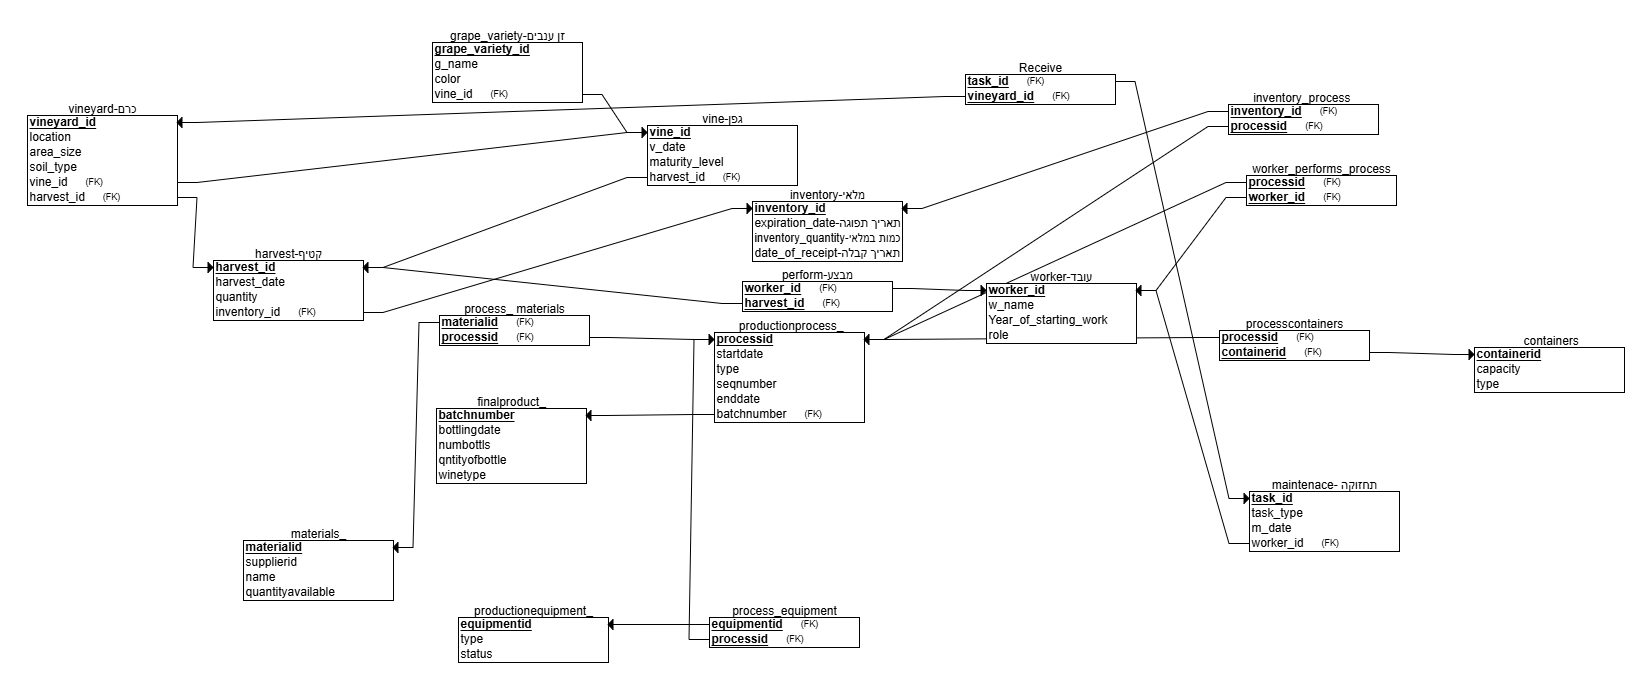 grape_variety-זן ענבים
grape_variety_id
g_name
color
vine_id (FK)
Receive
task_id (FK)
vineyard_id (FK)
inventory_process
inventory_id (FK)
processid (FK)
vineyard-כרם
vineyard_id
location
area_size
soil_type
vine_id (FK)
harvest_id (FK)
vine-גפן
vine_id
v_date
maturity_level
harvest_id (FK)
worker_performs_process
processid (FK)
worker_id (FK)
inventory-מלאי
inventory_id
expiration_date-תאריך תפוגה
inventory_quantity-כמות במלאי
date_of_receipt-תאריך קבלה
harvest-קטיף
harvest_id
harvest_date
quantity
inventory_id (FK)
perform-מבצע
worker_id (FK)
harvest_id (FK)
worker-עובד
worker_id
w_name
Year_of_starting_work
role
process_ materials
materialid (FK)
processid (FK)
productionprocess_
processid
startdate
type
seqnumber
enddate
batchnumber (FK)
processcontainers
processid (FK)
containerid (FK)
containers
containerid
capacity
type
finalproduct_
batchnumber
bottlingdate
numbottls
qntityofbottle
winetype
maintenace- תחזוקה
task_id
task_type
m_date
worker_id (FK)
materials_
materialid
supplierid
name
quantityavailable
productionequipment_
equipmentid
type
status
process_equipment
equipmentid (FK)
processid (FK)